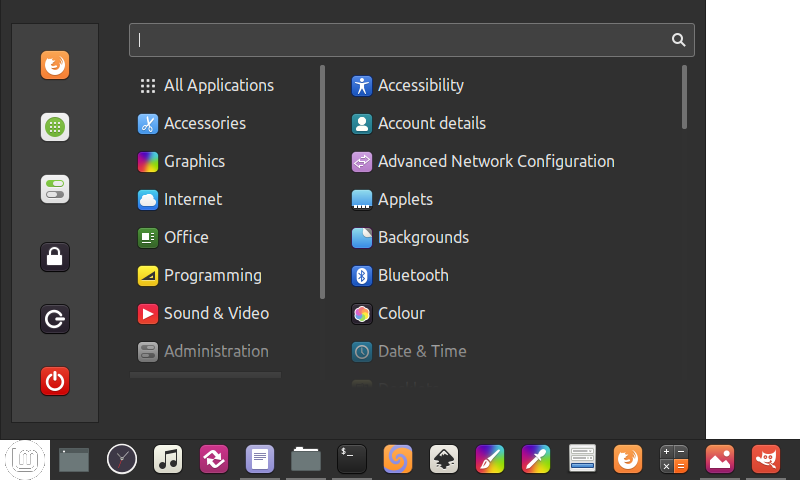 All Applications
Accessories
Graphics
Internet
Office
Programming
Sound & Video
Administration
Accessibility
Account details
Advanced Network Configuration
Applets
Backgrounds
Bluetooth
Colour
Date & Time
$_